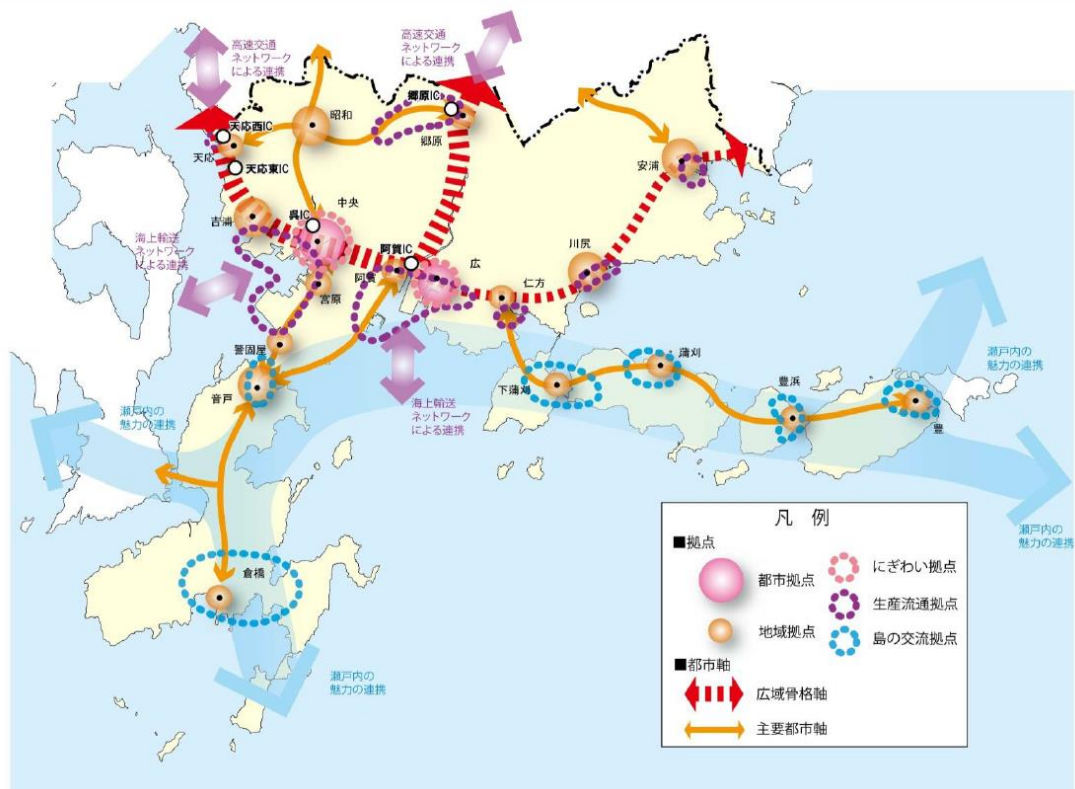 高速交通
ネットワーク
による連携
高速交通
ネットワーク
による連携
郷原IC
昭和
天応西IC
郷原
天応
天応東IC
安浦
中央
呉IC
吉浦
海上輸送
ネットワーク
による連携
阿賀IC
川尻
広
阿賀
仁方
宮原
警固屋
蒲刈
瀬戸内の
魅力の連携
音戸
下蒲刈
豊浜
海上輸送
ネットワーク
による連携
豊
瀬戸内の
魅力の連携
瀬戸内の
魅力の連携
倉橋
瀬戸内の
魅力の連携
凡 例
■拠点
都市拠点
にぎわい拠点
生産流通拠点
地域拠点
島の交流拠点
■都市軸
広域骨格軸
主要都市軸